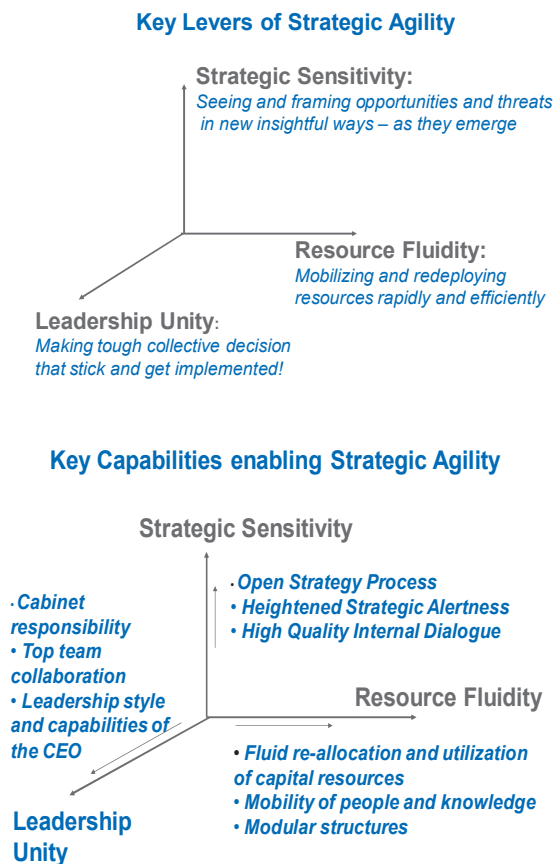 Key Levers of Strategic Agility
Strategic Sensitivity:
Seeing and framing opportunities and threats
in new insightful ways – as they emerge
Resource Fluidity:
Mobilizing and redeploying
resources rapidly and efficiently
Leadership Unity:
Making tough collective decision
that stick and get implemented!
Key Capabilities enabling Strategic Agility
Strategic Sensitivity
• Open Strategy Process
• Heightened Strategic Alertness
• High Quality Internal Dialogue
• Cabinet
responsibility
• Top team
collaboration
• Leadership style
and capabilities of
the CEO
Resource Fluidity
• Fluid re-allocation and utilization
of capital resources
• Mobility of people and knowledge
• Modular structures
Leadership
Unity